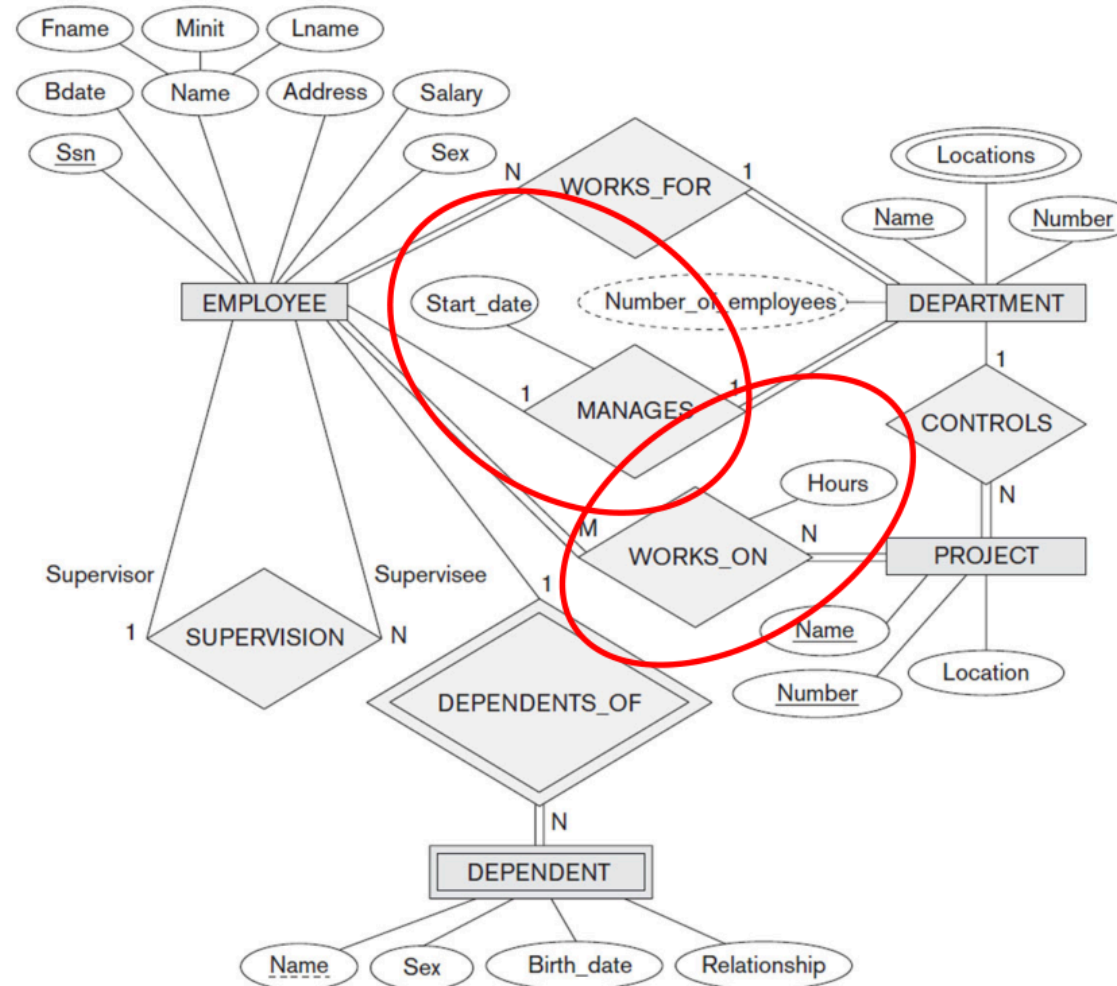 Fname Minit Lname
Bdate Name Address Salary
Ssn Sex
N WORKS_FOR 1
Locations
Name Number
EMPLOYEE Start_date Number_of_employees DEPARTMENT
1 MANAGES 1
1
CONTROLS
N
Hours
M WORKS_ON N PROJECT
Supervisor Supervisee
1 SUPERVISION N
1
Name
Number Location
DEPENDENTS_OF
N
DEPENDENT
Name Sex Birth_date Relationship